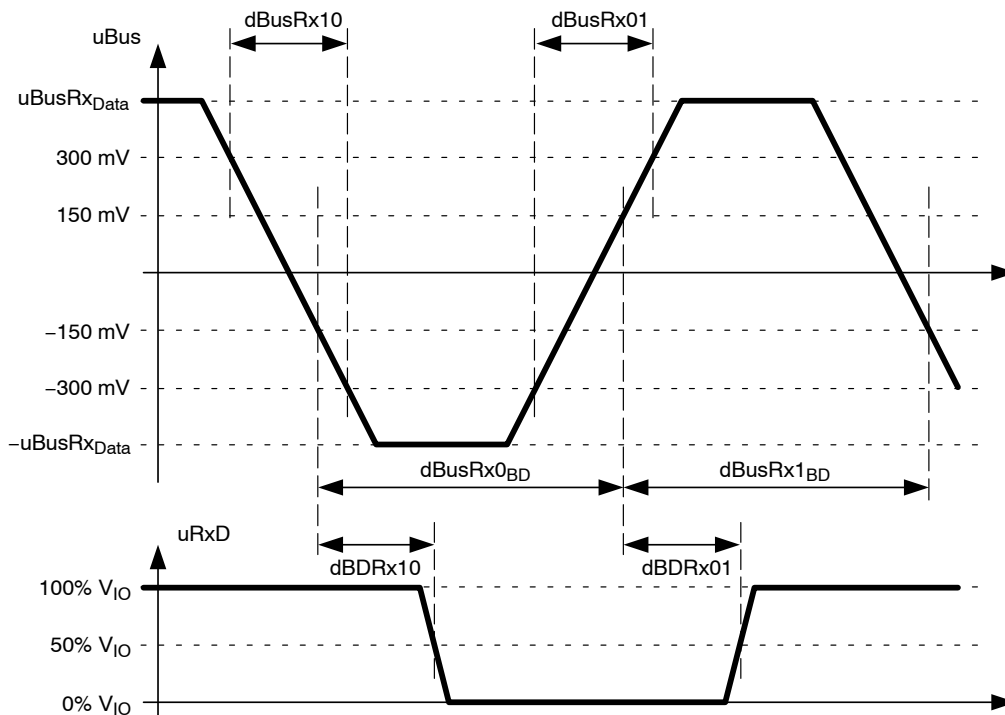 dBusRx10 dBusRx01
uBus
uBusRxData
300 mV
150 mV
−150 mV
−300 mV
−uBusRxData
dBusRx0BD dBusRx1BD
uRxD
dBDRx10 dBDRx01
100% VIO
50% VIO
0% VIO